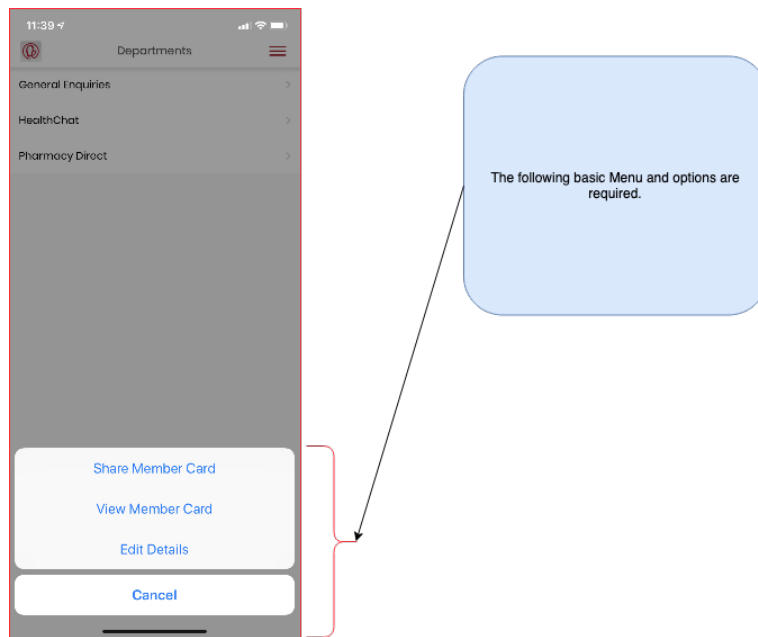 11:39
Departments
General Enquiries
HealthChat
Pharmacy Direct
Share Member Card
View Member Card
Edit Details
Cancel
The following basic Menu and options are
required.